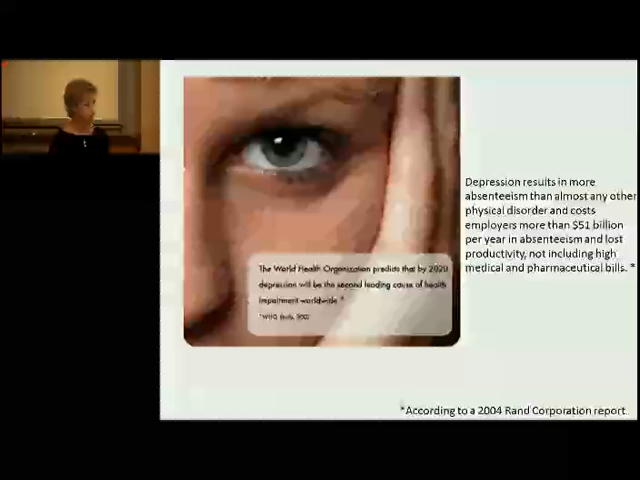 Depression results in more
absenteeism than almost any other
physical disorder and costs
employers more than $51 billion
per year in absenteeism and lost
productivity, not including high
medical and pharmaceutical bills. *
The World Health Organization predicts that by 2020
depression will be the second leading cause of health
impairment worldwide.*
*According to a 2004 Rand Corporation report.